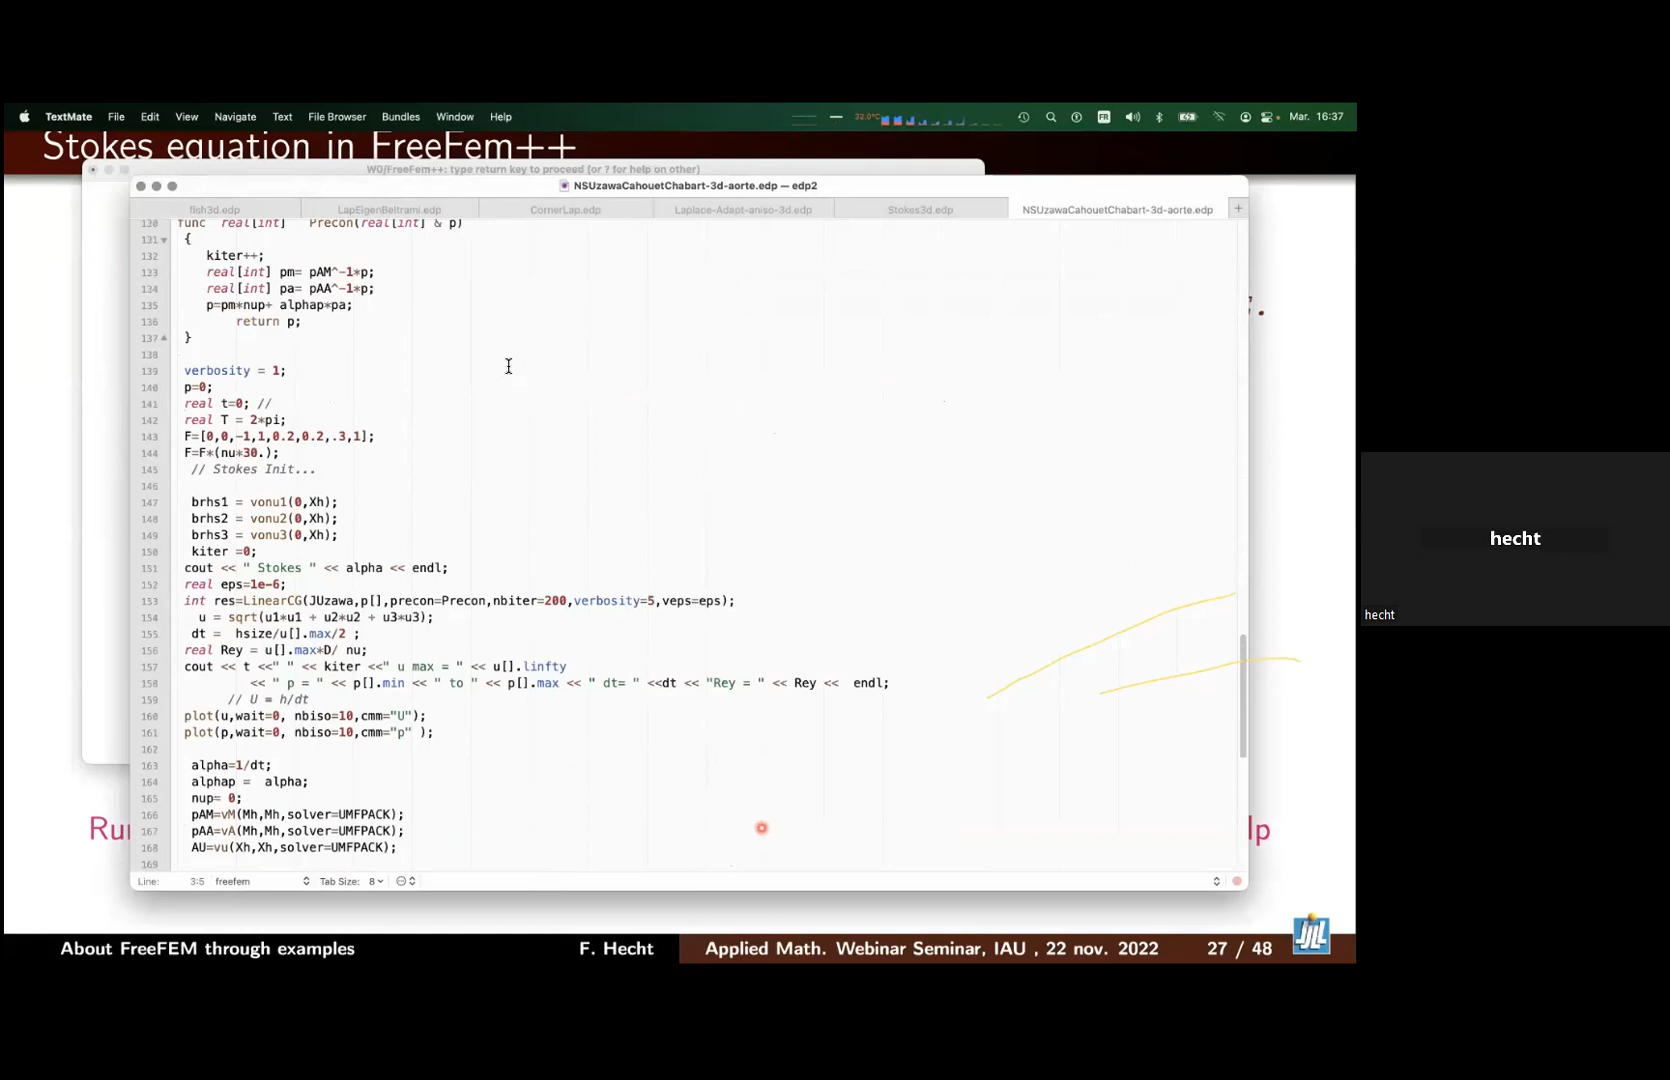 TextMate File Edit View Navigate Text File Browser Bundles Window Help 32.0°C FR Mar. 16:37
Stokes equation in FreeFem++
W0/FreeFem++: type return key to proceed (or ? for help on other)
NSUzawaCahouetChabart-3d-aorte.edp — edp2
fish3d.edp LapEigenBeltrami.edp CornerLap.edp Laplace-Adapt-aniso-3d.edp Stokes3d.edp NSUzawaCahouetChabart-3d-aorte.edp +
130 func real[int] Precon(real[int] & p)
131 {
132 kiter++;
133 real[int] pm= pAM^-1*p;
134 real[int] pa= pAA^-1*p;
135 p=pm*nup+ alphap*pa;
136 return p;
137 }
138
139 verbosity = 1;
140 p=0;
141 real t=0; //
142 real T = 2*pi;
143 F=[0,0,-1,1,0.2,0.2,.3,1];
144 F=F*(nu*30.);
145 // Stokes Init...
146
147 brhs1 = vonu1(0,Xh);
148 brhs2 = vonu2(0,Xh);
149 brhs3 = vonu3(0,Xh);
150 kiter =0;
151 cout << " Stokes " << alpha << endl;
152 real eps=1e-6;
153 int res=LinearCG(JUzawa,p[],precon=Precon,nbiter=200,verbosity=5,veps=eps);
154 u = sqrt(u1*u1 + u2*u2 + u3*u3);
155 dt = hsize/u[].max/2 ;
156 real Rey = u[].max*D/ nu;
157 cout << t <<" " << kiter <<" u max = " << u[].linfty
158 << " p = " << p[].min << " to " << p[].max << " dt= " <<dt << "Rey = " << Rey << endl;
159 // U = h/dt
160 plot(u,wait=0, nbiso=10,cmm="U");
161 plot(p,wait=0, nbiso=10,cmm="p" );
162
163 alpha=1/dt;
164 alphap = alpha;
165 nup= 0;
166 pAM=vM(Mh,Mh,solver=UMFPACK);
167 pAA=vA(Mh,Mh,solver=UMFPACK);
168 AU=vu(Xh,Xh,solver=UMFPACK);
169
Line: 3:5 freefem Tab Size: 8
Run
lp
About FreeFEM through examples F. Hecht Applied Math. Webinar Seminar, IAU , 22 nov. 2022 27 / 48
hecht
hecht